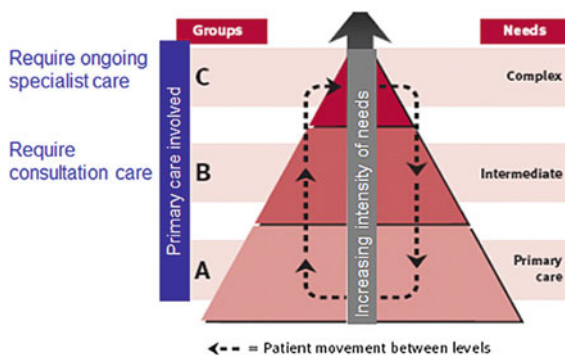 Groups
Needs
Require ongoing
specialist care
C
Complex
Require
consultation care
B
Intermediate
A
Primary
care
Primary care involved
Increasing intensity of needs
= Patient movement between levels